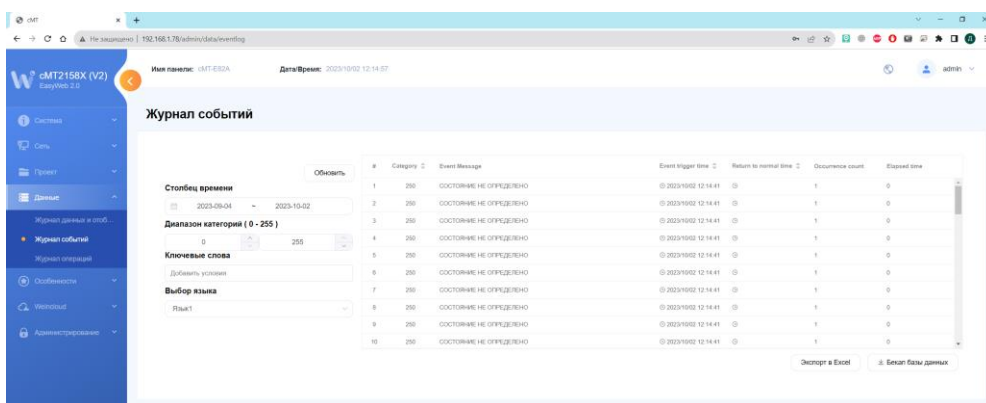 cMT
Не защищено | 192.168.1.78/admin/data/eventlog
cMT2158X (V2)
EasyWeb 2.0
Имя панели: cMT-E82A Дата/Время: 2023/10/02 12:14:57
admin
Система
Сеть
Проект
Данные
Журнал данных и отоб...
Журнал событий
Журнал операций
Особенности
Weincloud
Администрирование
Журнал событий
Обновить
Столбец времени
2023-09-04 ~ 2023-10-02
Диапазон категорий ( 0 - 255 )
0 255
Ключевые слова
Добавить условия
Выбор языка
Язык1
# Category Event Message Event trigger time Return to normal time Occurrence count Elapsed time
1 250 СОСТОЯНИЕ НЕ ОПРЕДЕЛЕНО 2023/10/02 12:14:41 1 0
2 250 СОСТОЯНИЕ НЕ ОПРЕДЕЛЕНО 2023/10/02 12:14:41 1 0
3 250 СОСТОЯНИЕ НЕ ОПРЕДЕЛЕНО 2023/10/02 12:14:41 1 0
4 250 СОСТОЯНИЕ НЕ ОПРЕДЕЛЕНО 2023/10/02 12:14:41 1 0
5 250 СОСТОЯНИЕ НЕ ОПРЕДЕЛЕНО 2023/10/02 12:14:41 1 0
6 250 СОСТОЯНИЕ НЕ ОПРЕДЕЛЕНО 2023/10/02 12:14:41 1 0
7 250 СОСТОЯНИЕ НЕ ОПРЕДЕЛЕНО 2023/10/02 12:14:41 1 0
8 250 СОСТОЯНИЕ НЕ ОПРЕДЕЛЕНО 2023/10/02 12:14:41 1 0
9 250 СОСТОЯНИЕ НЕ ОПРЕДЕЛЕНО 2023/10/02 12:14:41 1 0
10 250 СОСТОЯНИЕ НЕ ОПРЕДЕЛЕНО 2023/10/02 12:14:41 1 0
Экспорт в Excel
Бекап базы данных